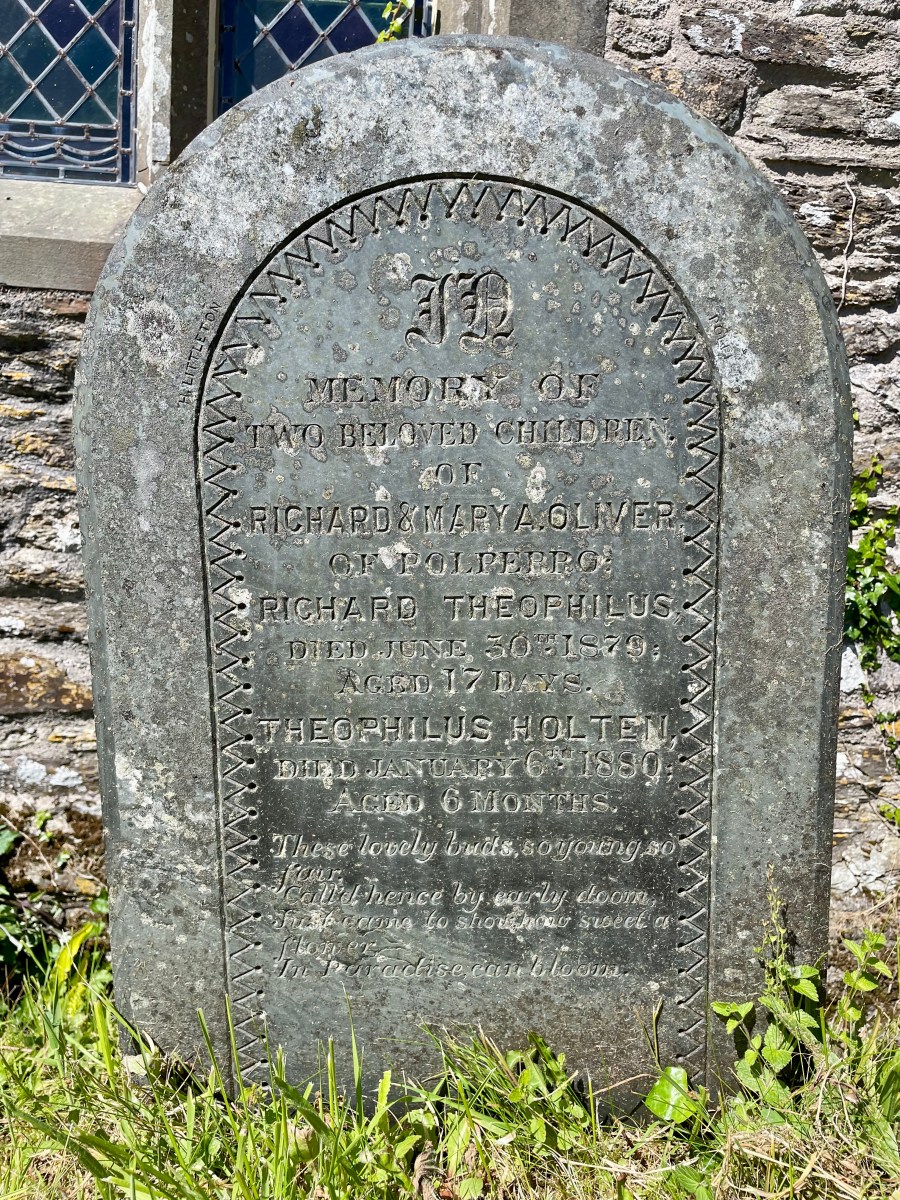 H. LITTLETON
IN
MEMORY OF
TWO BELOVED CHILDREN,
OF
RICHARD & MARY A. OLIVER,
OF POLPERRO:
RICHARD THEOPHILUS,
DIED JUNE 30TH 1879;
AGED 17 DAYS.
THEOPHILUS HOLTEN,
DIED JANUARY 6TH 1880;
AGED 6 MONTHS.
These lovely buds, so young, so
fair,
Call'd hence by early doom,
Just came to show how sweet a
flower
In Paradise can bloom.